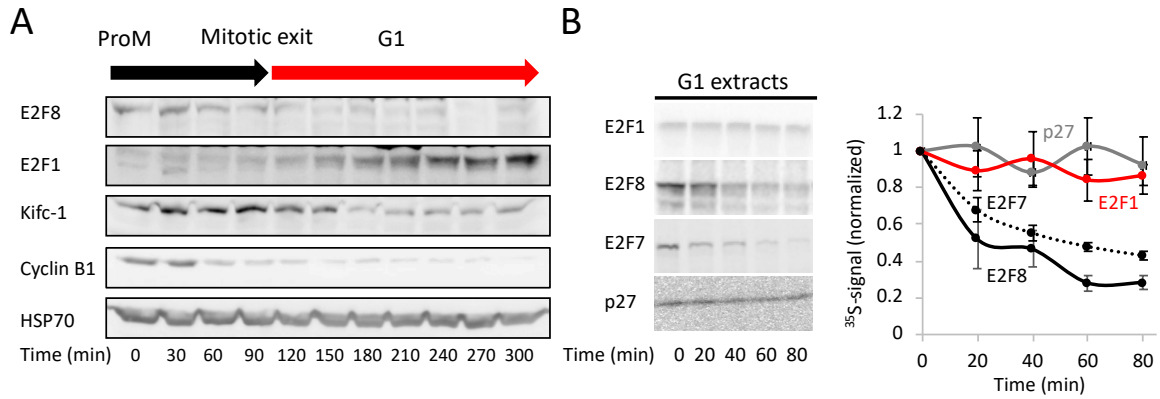 A
ProM
Mitotic exit
G1
E2F8
E2F1
Kifc-1
Cyclin B1
HSP70
Time (min) 0 30 60 90 120 150 180 210 240 270 300
B
G1 extracts
E2F1
E2F8
E2F7
p27
Time (min) 0 20 40 60 80
³⁵S-signal (normalized)
1.2
1
0.8
0.6
0.4
0.2
0
p27
E2F7
E2F1
E2F8
0 20 40 60 80
Time (min)